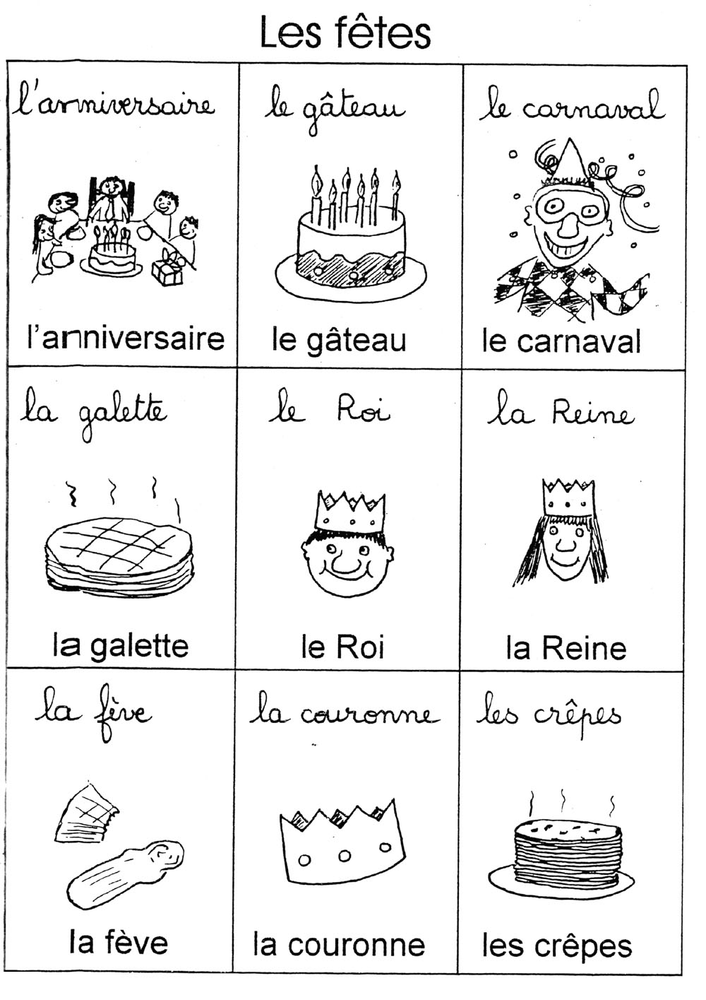 Les fêtes
l'anniversaire
le gâteau
le carnaval
l'anniversaire
le gâteau
le carnaval
la galette
le Roi
la Reine
la galette
le Roi
la Reine
la fève
la couronne
les crêpes
la fève
la couronne
les crêpes